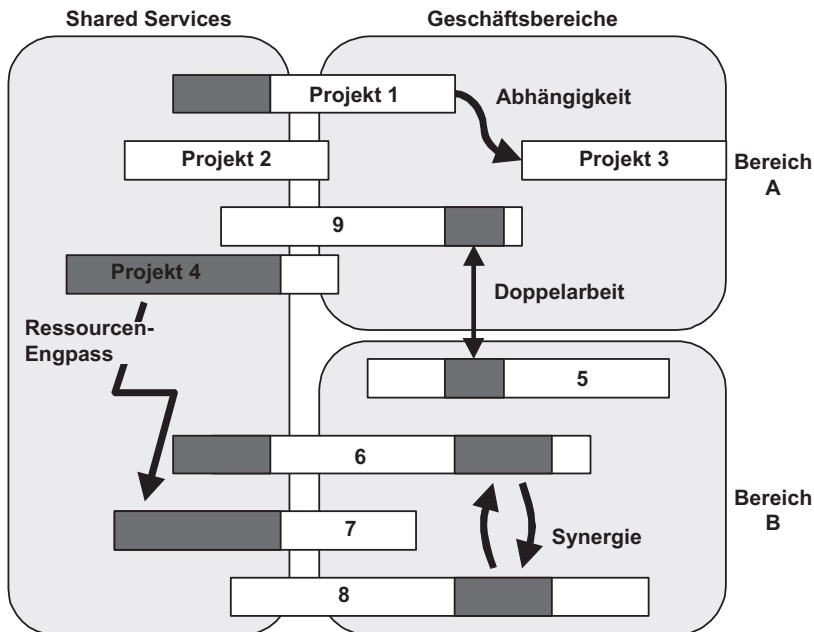 Shared Services
Geschäftsbereiche
Projekt 1
Abhängigkeit
Projekt 2
Projekt 3
Bereich
A
9
Projekt 4
Doppelarbeit
Ressourcen-
Engpass
5
6
Bereich
B
7
Synergie
8